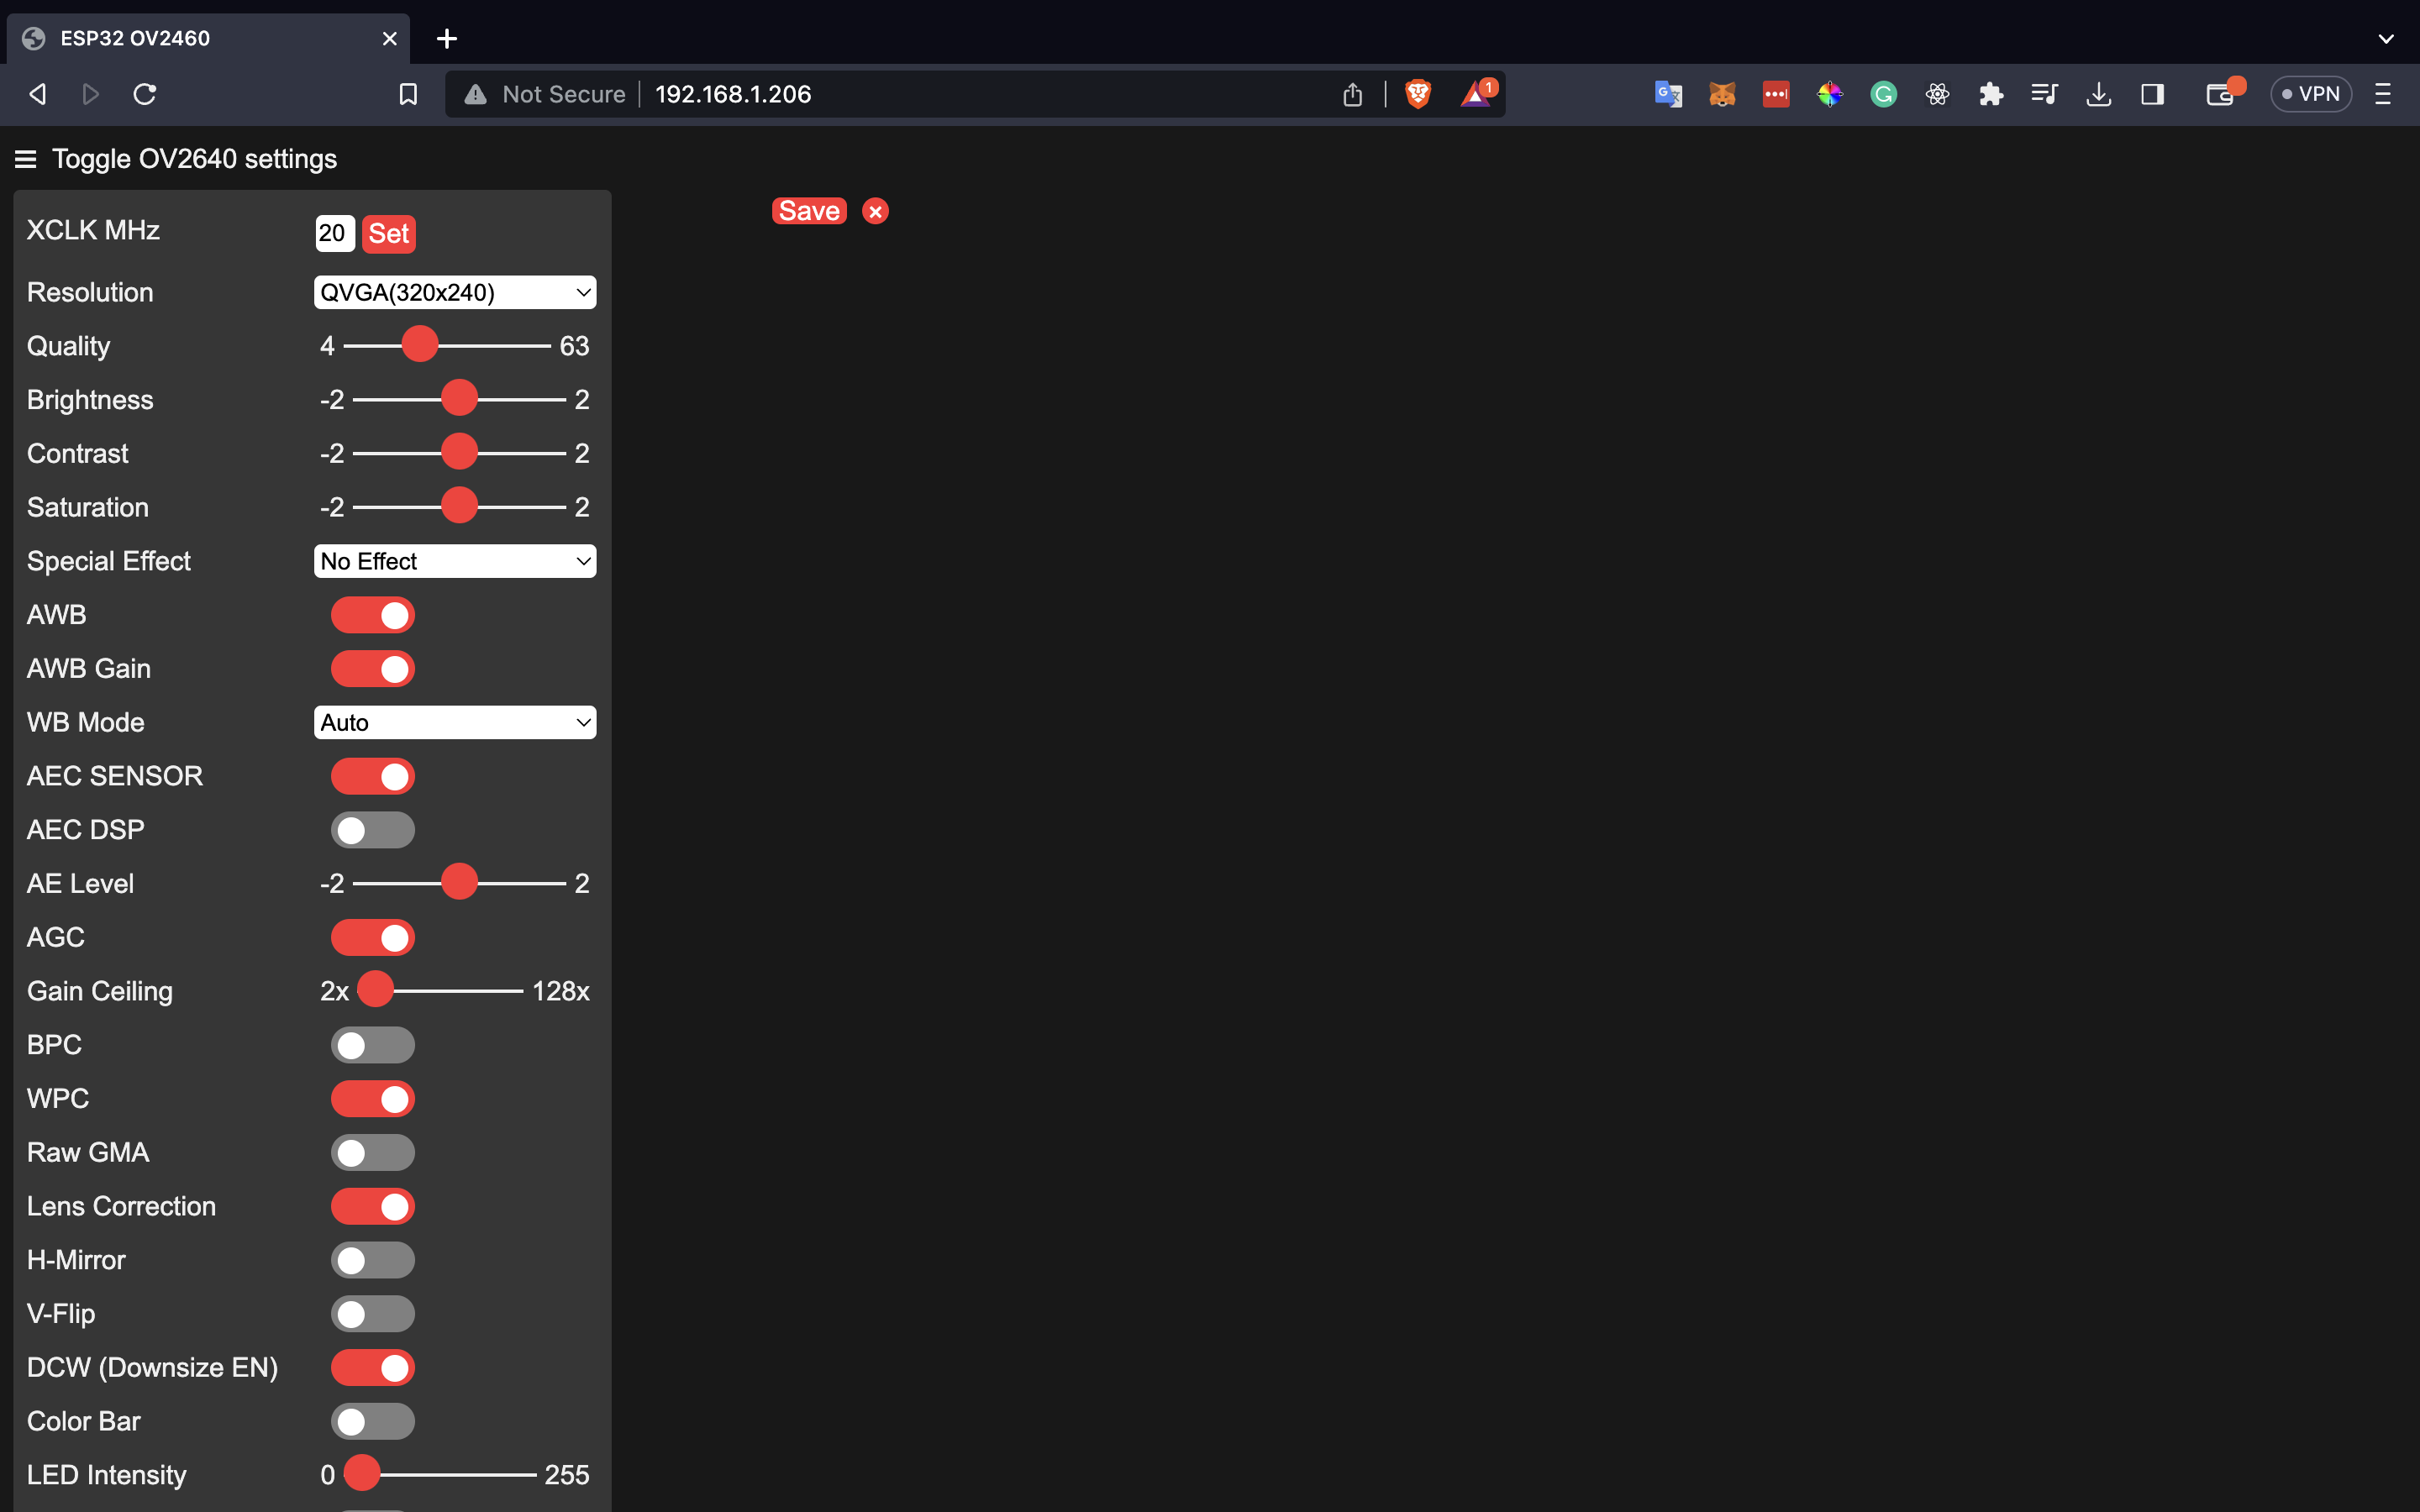 ESP32 OV2460
Not Secure 192.168.1.206 1 VPN
Toggle OV2640 settings
XCLK MHz 20 Set Save
Resolution QVGA(320x240)
Quality 4 63
Brightness -2 2
Contrast -2 2
Saturation -2 2
Special Effect No Effect
AWB
AWB Gain
WB Mode Auto
AEC SENSOR
AEC DSP
AE Level -2 2
AGC
Gain Ceiling 2x 128x
BPC
WPC
Raw GMA
Lens Correction
H-Mirror
V-Flip
DCW (Downsize EN)
Color Bar
LED Intensity 0 255